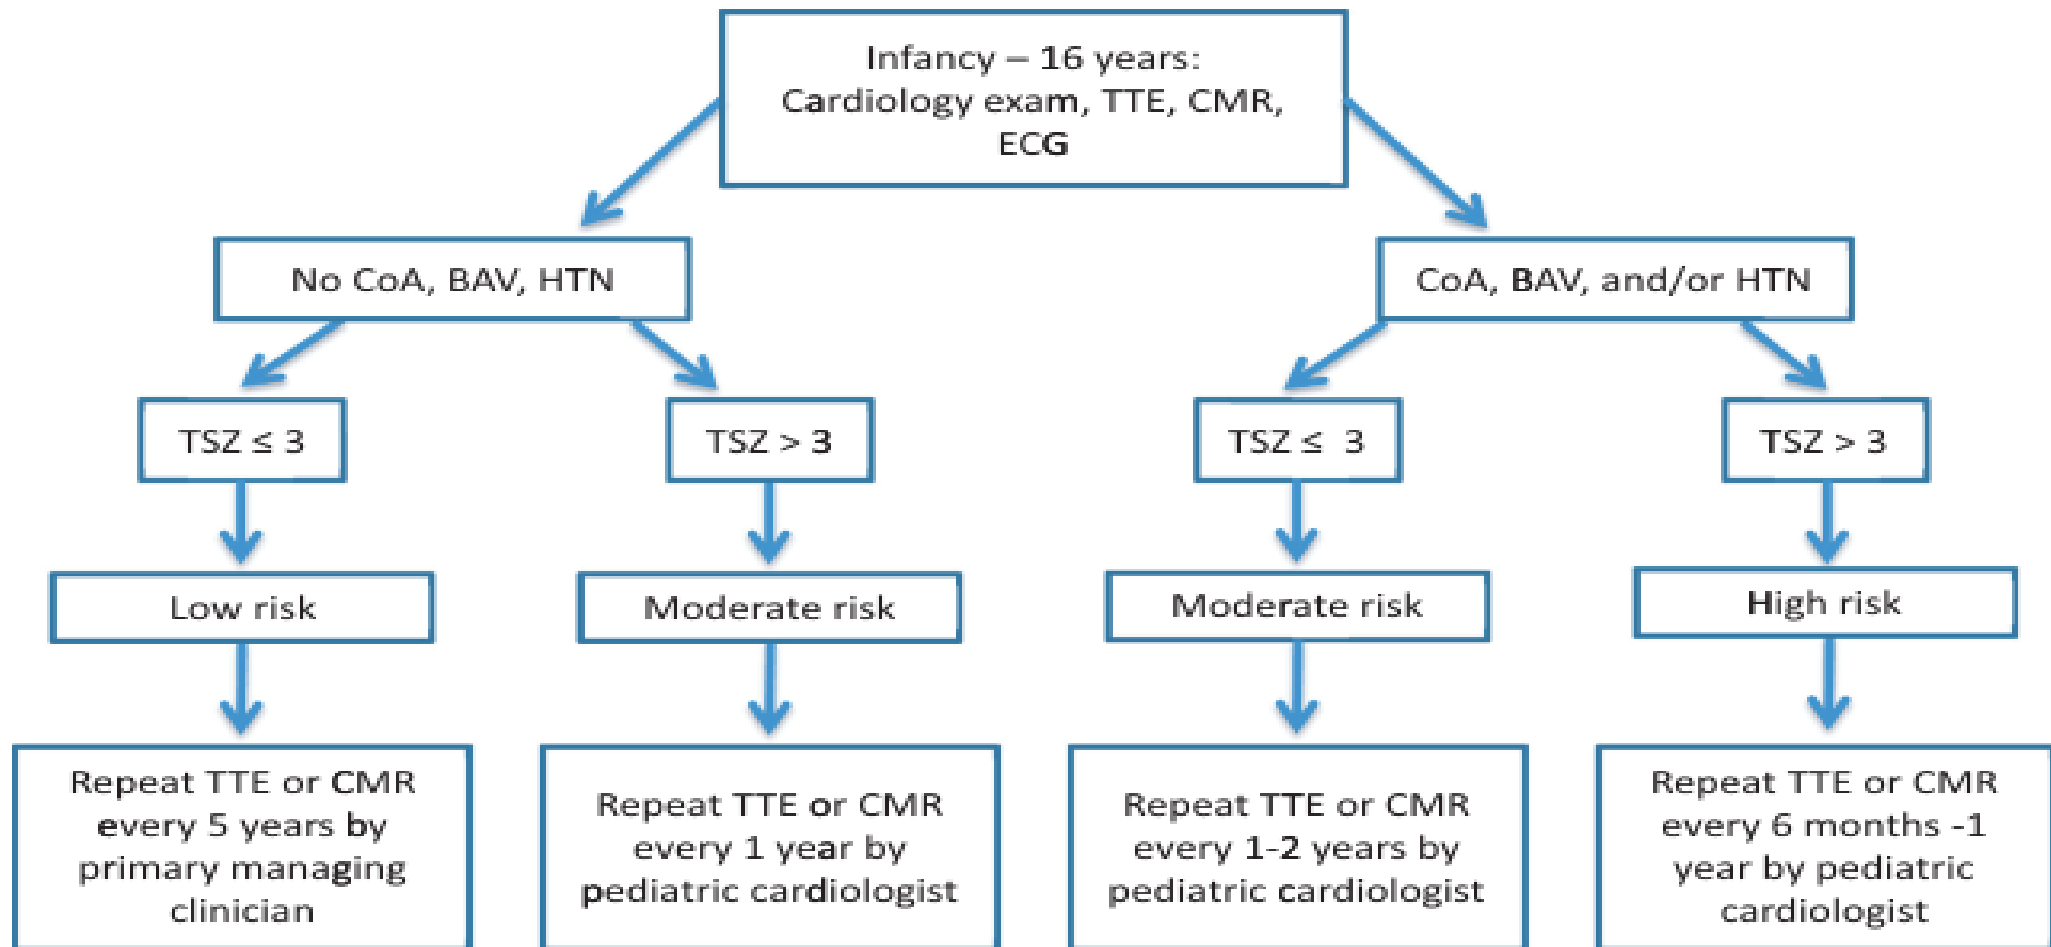 Infancy – 16 years:
Cardiology exam, TTE, CMR,
ECG
No CoA, BAV, HTN
CoA, BAV, and/or HTN
TSZ ≤ 3
TSZ > 3
TSZ ≤ 3
TSZ > 3
Low risk
Moderate risk
Moderate risk
High risk
Repeat TTE or CMR
every 5 years by
primary managing
clinician
Repeat TTE or CMR
every 1 year by
pediatric cardiologist
Repeat TTE or CMR
every 1-2 years by
pediatric cardiologist
Repeat TTE or CMR
every 6 months -1
year by pediatric
cardiologist